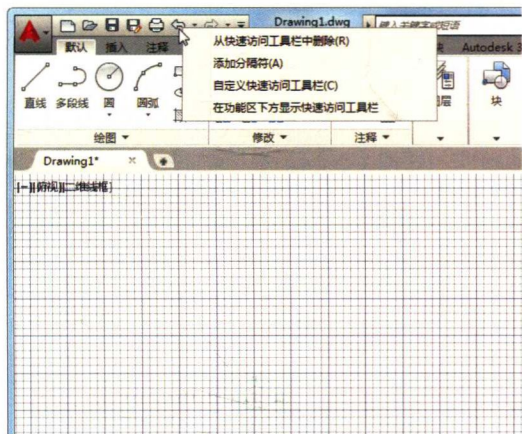 Drawing1.dwg
键入关键字或短语
默认 插入 注释 块 Autodesk 3
从快速访问工具栏中删除(R)
添加分隔符(A)
自定义快速访问工具栏(C)
在功能区下方显示快速访问工具栏
直线 多段线 圆 圆弧 层 块
绘图 修改 注释
Drawing1*
[-][俯视][二维线框]